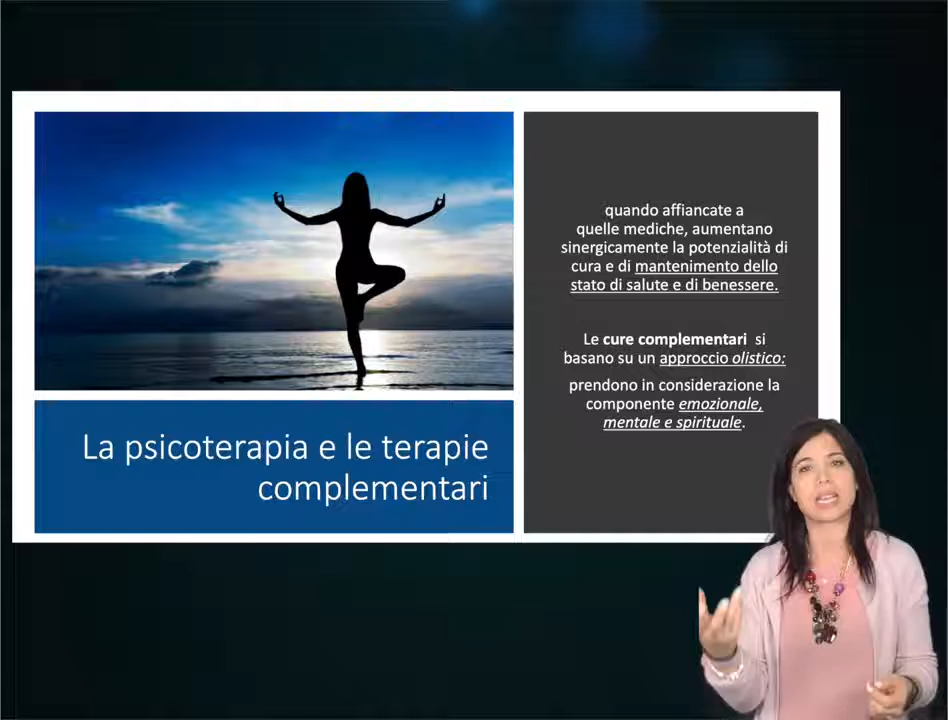 La psicoterapia e le terapie
complementari
quando affiancate a
quelle mediche, aumentano
sinergicamente la potenzialità di
cura e di mantenimento dello
stato di salute e di benessere.
Le cure complementari si
basano su un approccio olistico:
prendono in considerazione la
componente emozionale,
mentale e spirituale.